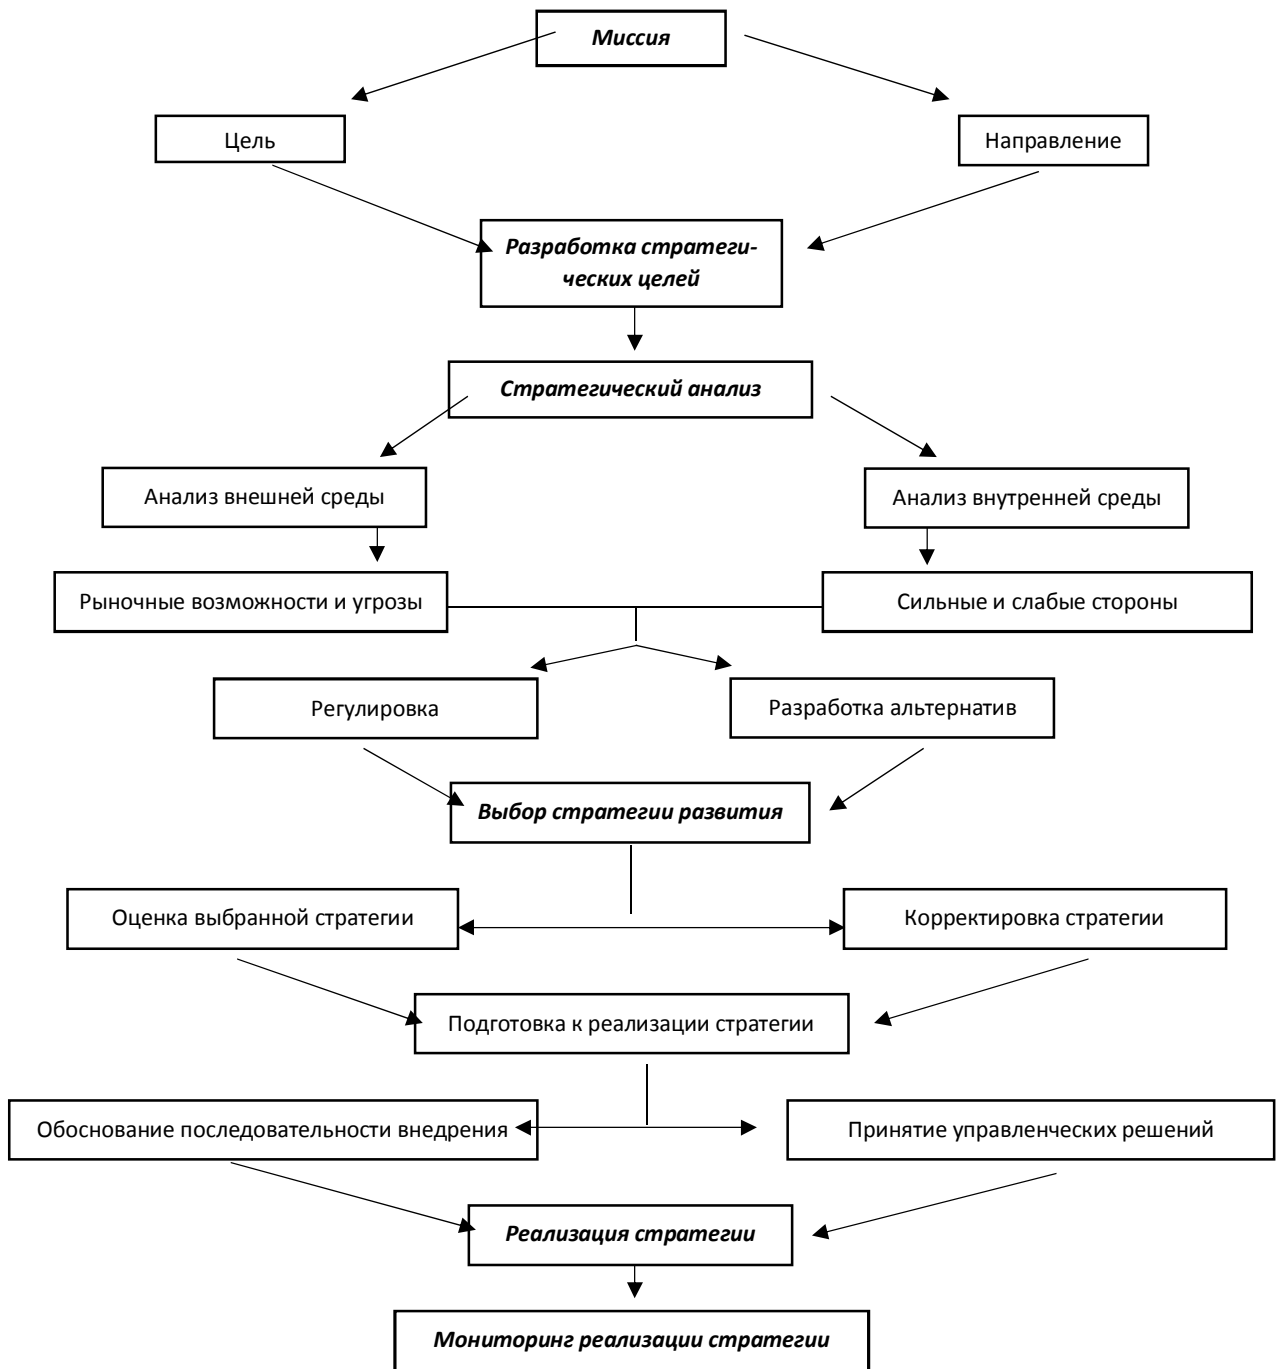 Миссия
Цель
Направление
Разработка стратеги-
ческих целей
Стратегический анализ
Анализ внешней среды
Анализ внутренней среды
Рыночные возможности и угрозы
Сильные и слабые стороны
Регулировка
Разработка альтернатив
Выбор стратегии развития
Оценка выбранной стратегии
Корректировка стратегии
Подготовка к реализации стратегии
Обоснование последовательности внедрения
Принятие управленческих решений
Реализация стратегии
Мониторинг реализации стратегии